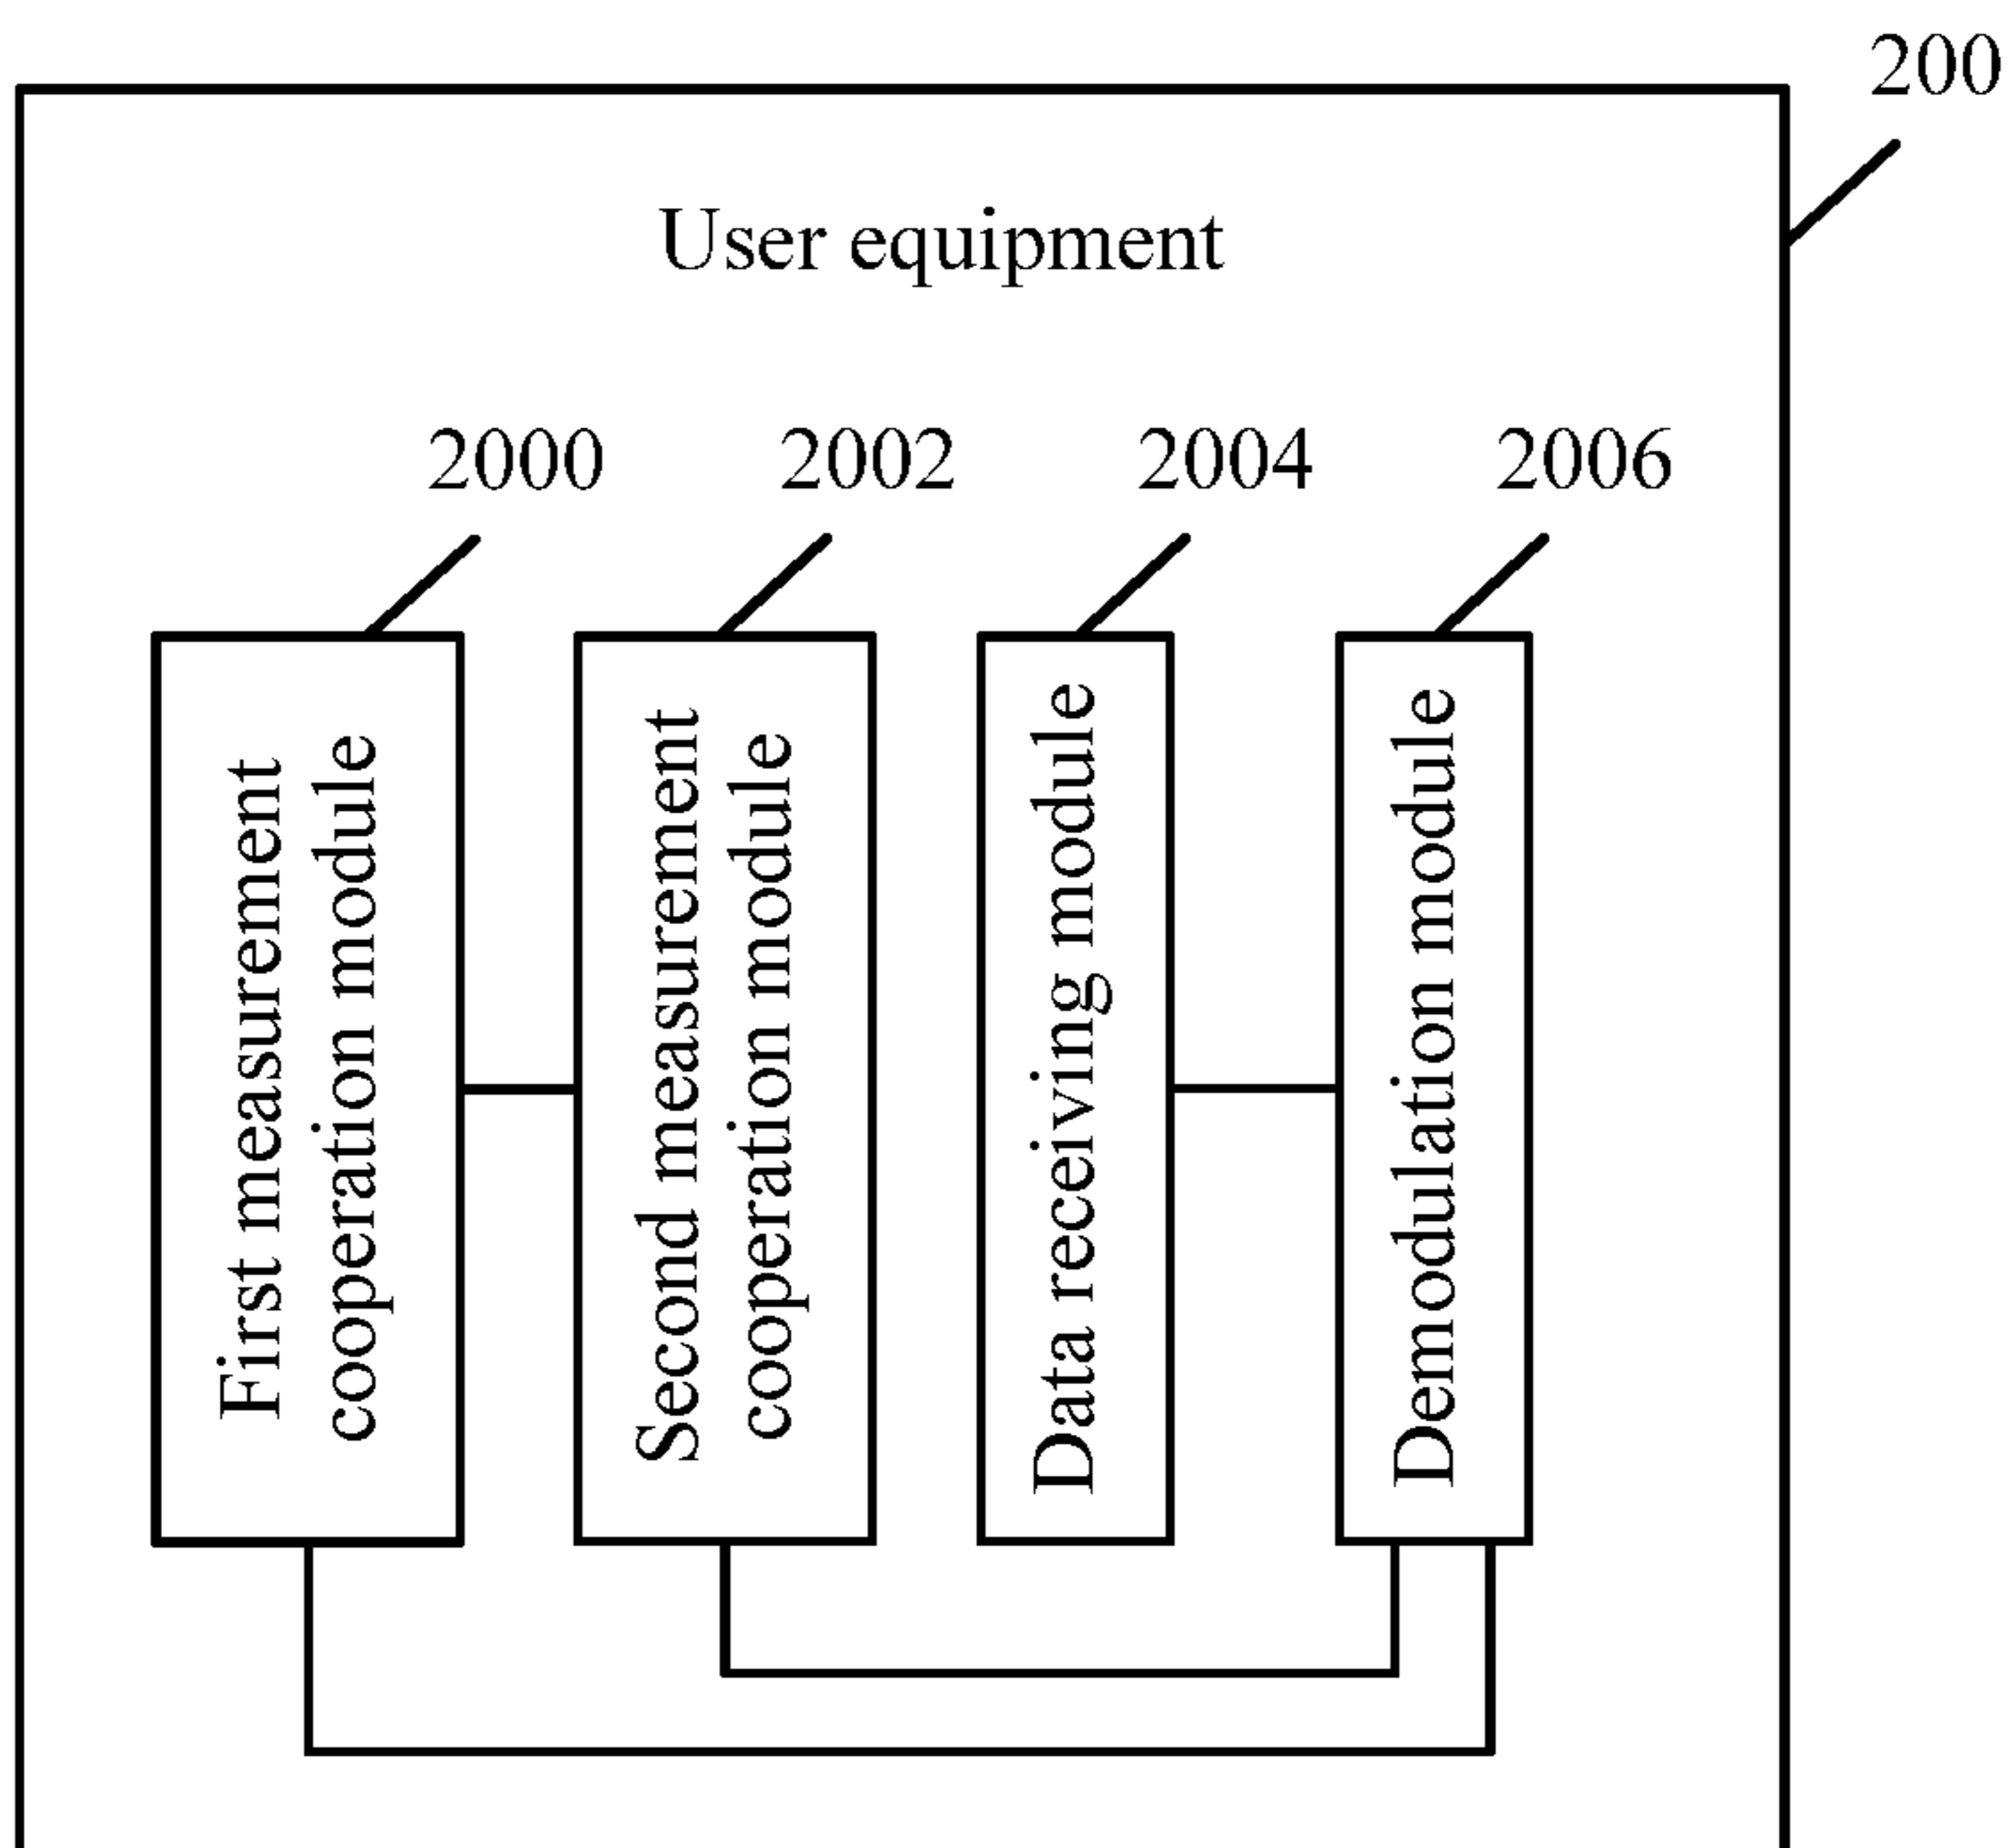 200
User equipment
2000
2002
2004
2006
First measurement
cooperation module
Second measurement
cooperation module
Data receiving module
Demodulation module